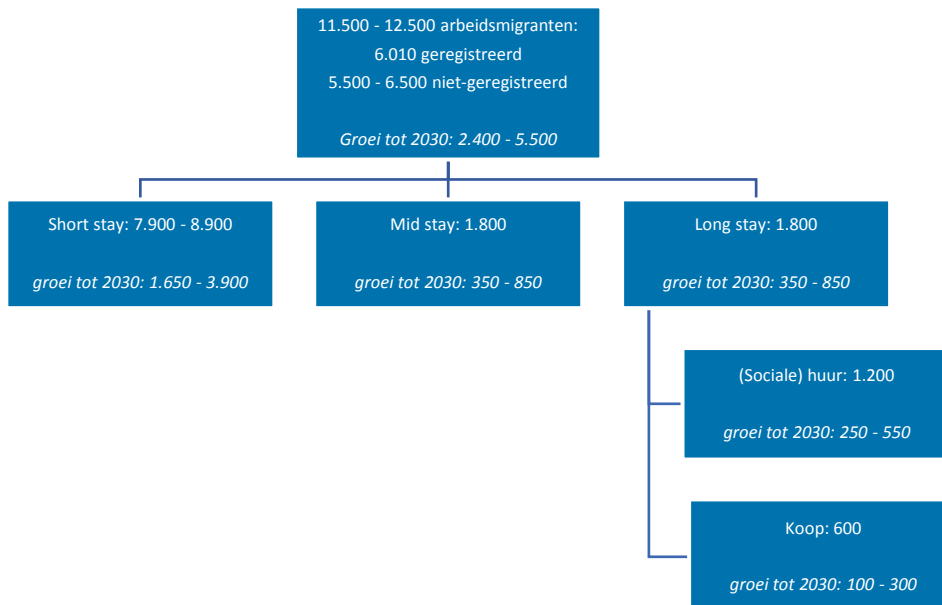 11.500 - 12.500 arbeidsmigranten:
6.010 geregistreerd
5.500 - 6.500 niet-geregistreerd
Groei tot 2030: 2.400 - 5.500
Short stay: 7.900 - 8.900
groei tot 2030: 1.650 - 3.900
Mid stay: 1.800
groei tot 2030: 350 - 850
Long stay: 1.800
groei tot 2030: 350 - 850
(Sociale) huur: 1.200
groei tot 2030: 250 - 550
Koop: 600
groei tot 2030: 100 - 300